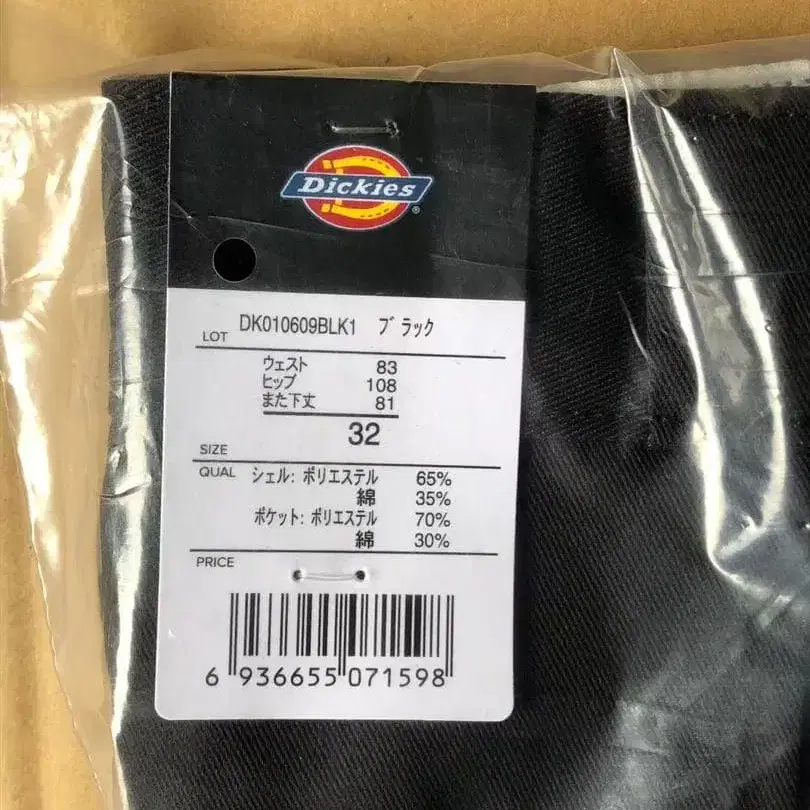 Dickies
®
LOT DK010609BLK1 ブラック
ウェスト 83
ヒップ 108
また下丈 81
SIZE 32
QUAL シェル: ポリエステル 65%
綿 35%
ポケット: ポリエステル 70%
綿 30%
PRICE
6 936655 071598